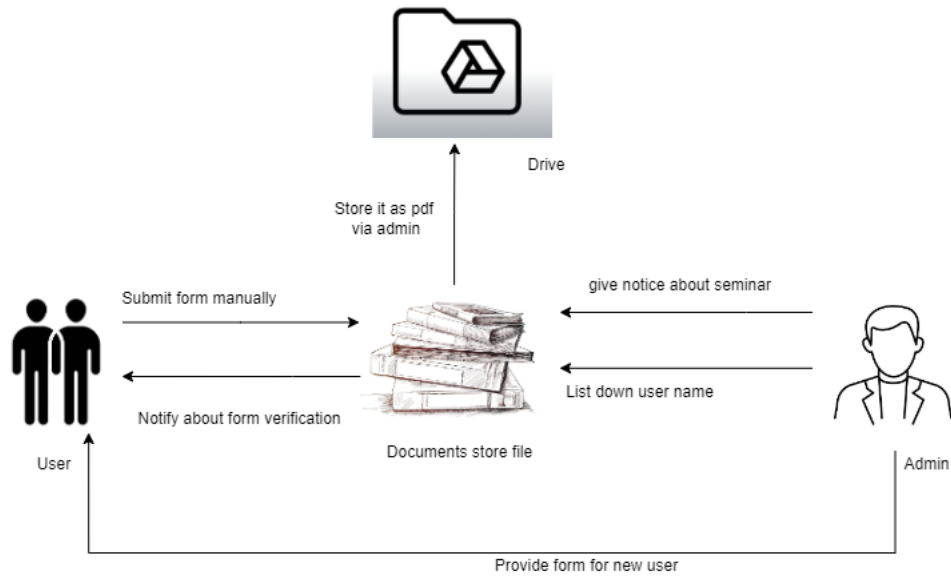 Drive
Store it as pdf
via admin
Submit form manually
give notice about seminar
List down user name
Notify about form verification
Documents store file
User
Admin
Provide form for new user